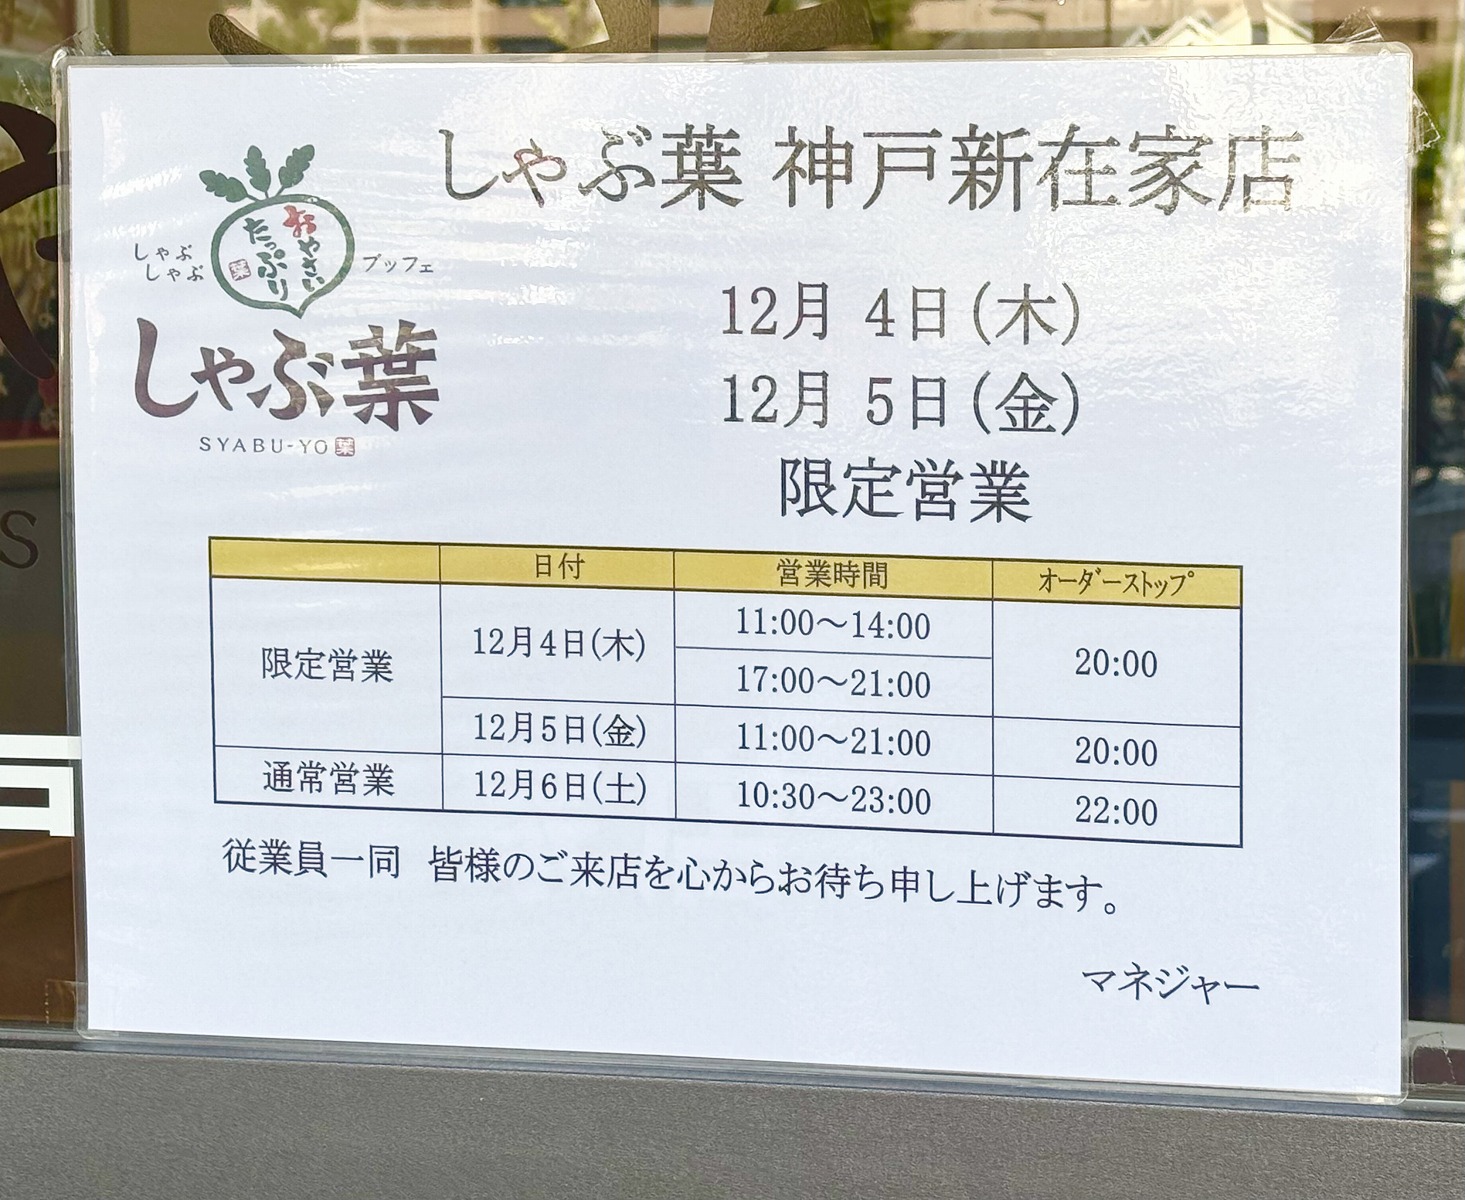 しゃぶ葉 神戸新在家店
しゃぶ
しゃぶ
おやさい
たっぷり
葉
ブッフェ
しゃぶ葉
SYABU-YO 葉
12月 4日(木)
12月 5日(金)
限定営業
日付 営業時間 オーダーストップ
限定営業 12月4日(木) 11:00～14:00 20:00
17:00～21:00
12月5日(金) 11:00～21:00 20:00
通常営業 12月6日(土) 10:30～23:00 22:00
従業員一同 皆様のご来店を心からお待ち申し上げます。
マネジャー
S